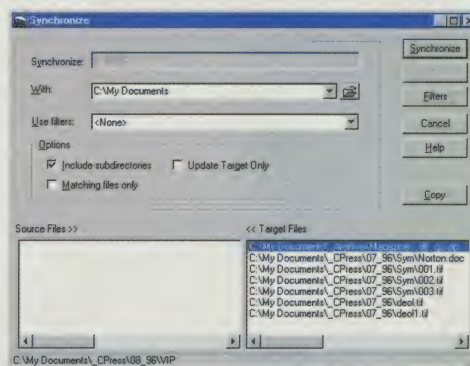 Synchronize
Synchronize:
Synchronize
With:
C:\My Documents
Filters
Use filters:
<None>
Cancel
Options
Help
Include subdirectories
Update Target Only
Matching files only
Copy
Source Files >>
<< Target Files
C:\My Documents\_CPress\07_96\Sym\Norton.doc
C:\My Documents\_CPress\07_96\Sym\001.tif
C:\My Documents\_CPress\07_96\Sym\002.tif
C:\My Documents\_CPress\07_96\Sym\003.tif
C:\My Documents\_CPress\07_96\deol.tif
C:\My Documents\_CPress\07_96\deol1.tif
C:\My Documents\_CPress\08_96\VIP